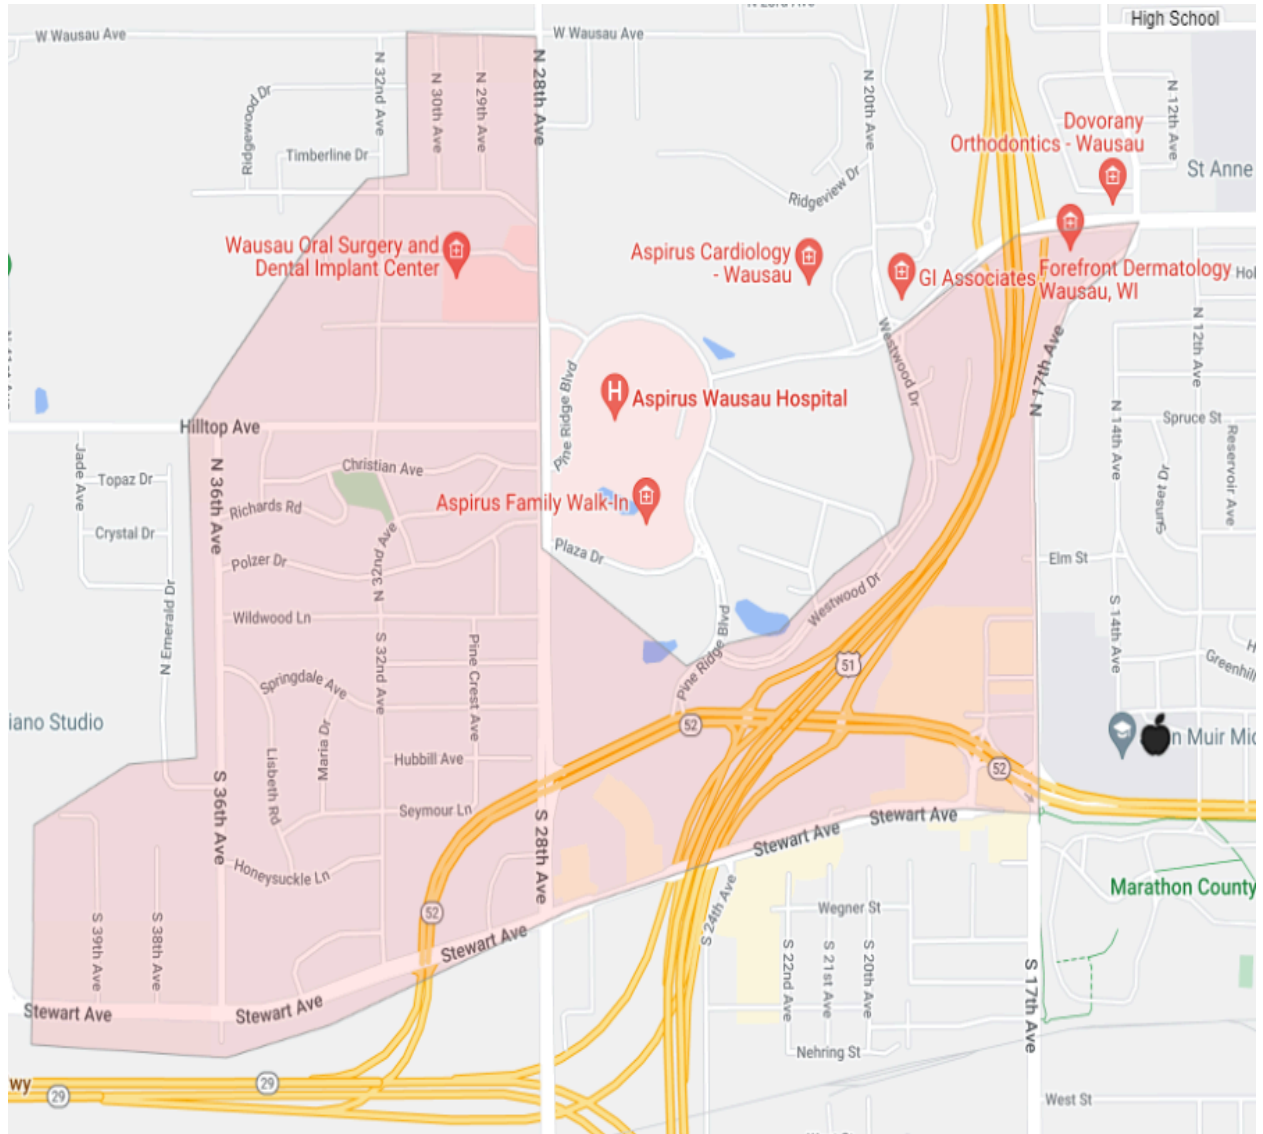 High School
W Wausau Ave
W Wausau Ave
N 28th Ave
N 32nd Ave
N 30th Ave
N 29th Ave
N 20th Ave
N 12th Ave
Ridgewood Dr
Timberline Dr
Dovorany
Orthodontics - Wausau
St Anne
Ridgeview Dr
Wausau Oral Surgery and
Dental Implant Center
Aspirus Cardiology
- Wausau
GI Associates
Forefront Dermatology
Wausau, WI
Hol
N 12th Ave
N 17th Ave
Westwood Dr
Pine Ridge Blvd
H
Aspirus Wausau Hospital
Hilltop Ave
N 14th Ave
Spruce St
Reservoir Ave
Sunset Dr
Jade Ave
Topaz Dr
N 36th Ave
Christian Ave
Richards Rd
Aspirus Family Walk-In
Crystal Dr
N 32nd Ave
Polzer Dr
Plaza Dr
Elm St
N Emerald Dr
Wildwood Ln
Westwood Dr
S 14th Ave
S 32nd Ave
Pine Crest Ave
Pine Ridge Blvd
51
Greenhill
Springdale Ave
iano Studio
Maria Dr
52
n Muir Mid
Lisbeth Rd
Hubbill Ave
52
S 36th Ave
Seymour Ln
S 28th Ave
Stewart Ave
Stewart Ave
Honeysuckle Ln
Marathon County
52
S 24th Ave
Wegner St
S 39th Ave
S 38th Ave
Stewart Ave
S 22nd Ave
S 21st Ave
S 20th Ave
S 17th Ave
Stewart Ave
Stewart Ave
Nehring St
wy
29
29
West St